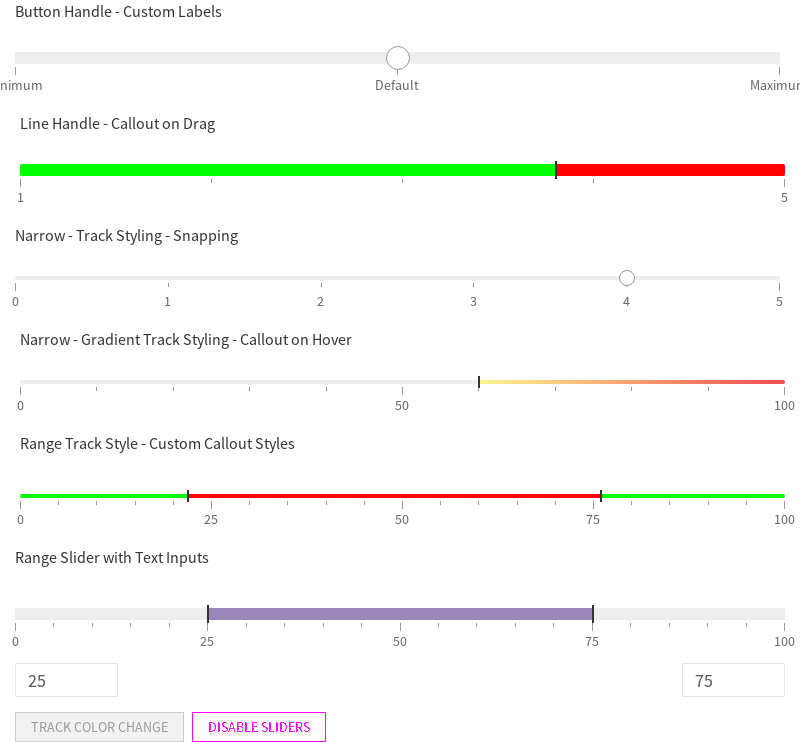 Button Handle - Custom Labels
nimum Default Maximur
Line Handle - Callout on Drag
1 5
Narrow - Track Styling - Snapping
0 1 2 3 4 5
Narrow - Gradient Track Styling - Callout on Hover
0 50 100
Range Track Style - Custom Callout Styles
0 25 50 75 100
Range Slider with Text Inputs
0 25 50 75 100
25 75
TRACK COLOR CHANGE DISABLE SLIDERS